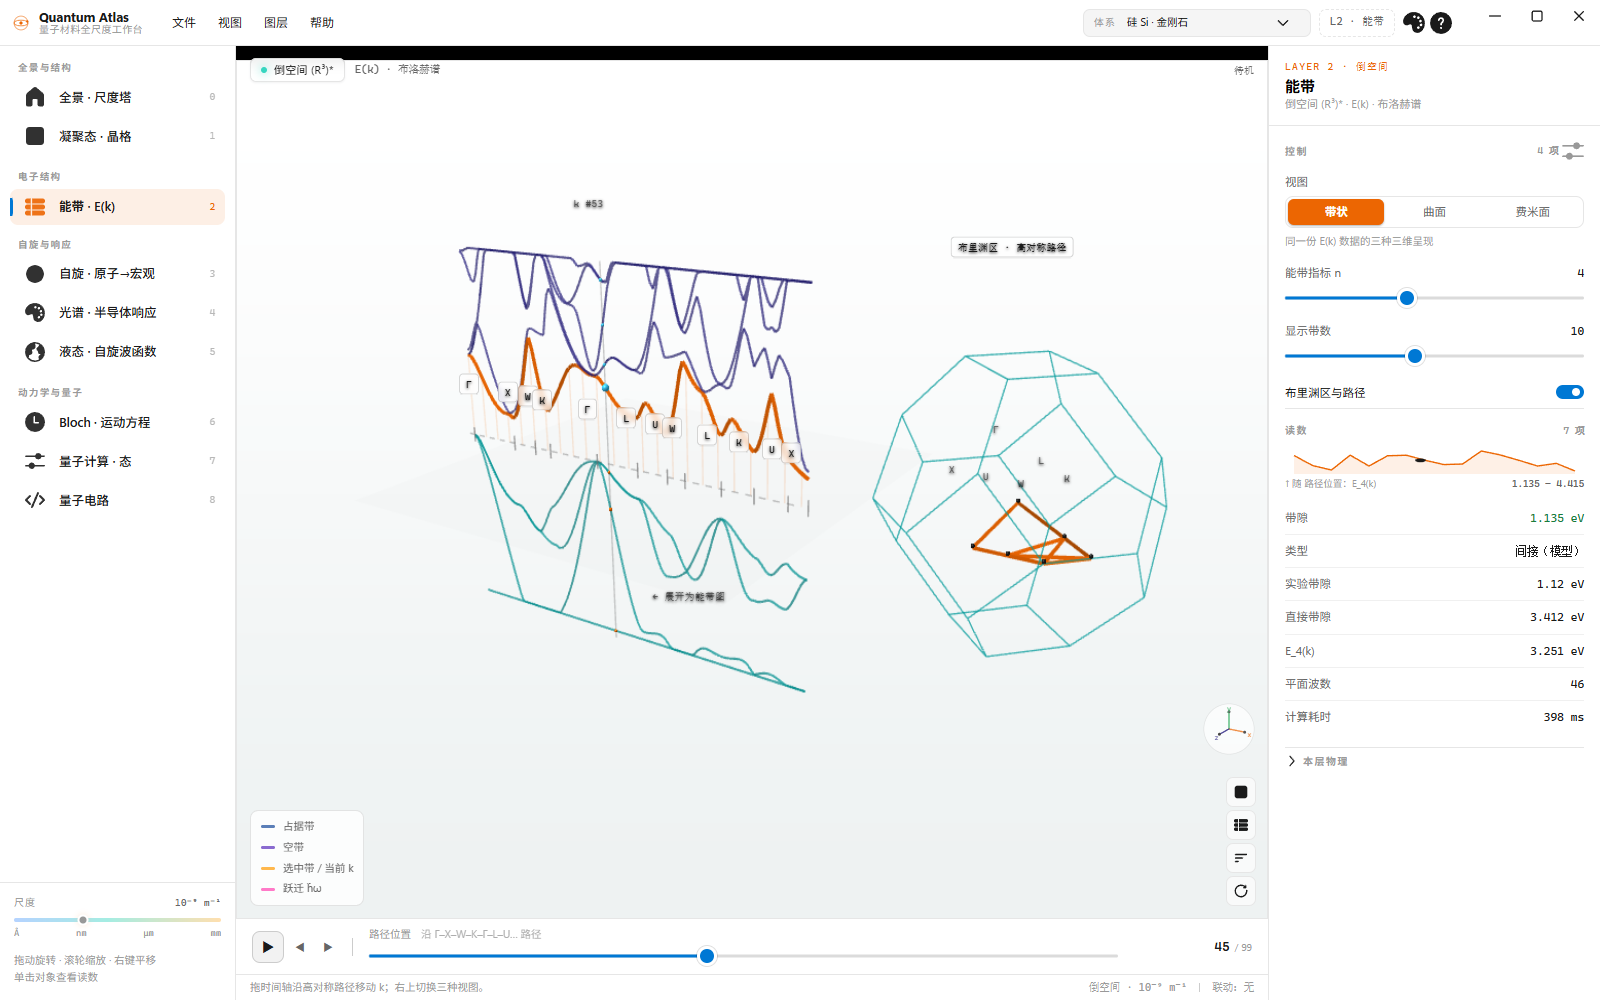 Quantum Atlas
量子材料全尺度工作台
文件 视图 图层 帮助
体系 硅 Si · 金刚石
L2 · 能带
?
全景与结构
全景 · 尺度塔 0
凝聚态 · 晶格 1
电子结构
能带 · E(k) 2
自旋与响应
自旋 · 原子→宏观 3
光谱 · 半导体响应 4
液态 · 自旋波函数 5
动力学与量子
Bloch · 运动方程 6
量子计算 · 态 7
量子电路 8
尺度 10⁻⁹ m⁻¹
Å nm μm mm
拖动旋转 · 滚轮缩放 · 右键平移
单击对象查看读数
倒空间 (R³)* E(k) · 布洛赫谱 待机
k #53
布里渊区 · 高对称路径
Γ X W K Γ L U W L K U X
Γ
X U W L K
← 展开为能带图
Y
Z X
占据带
空带
选中带 / 当前 k
跃迁 ħω
路径位置 沿 Γ–X–W–K–Γ–L–U… 路径
45 / 99
拖时间轴沿高对称路径移动 k；右上切换三种视图。
倒空间 · 10⁻⁹ m⁻¹ | 联动: 无
LAYER 2 · 倒空间
能带
倒空间 (R³)* · E(k) · 布洛赫谱
控制 4 项
视图
带状 曲面 费米面
同一份 E(k) 数据的三种三维呈现
能带指标 n 4
显示带数 10
布里渊区与路径
读数 7 项
↑随 路径位置: E_4(k) 1.135 – 4.415
带隙 1.135 eV
类型 间接（模型）
实验带隙 1.12 eV
直接带隙 3.412 eV
E_4(k) 3.251 eV
平面波数 46
计算耗时 398 ms
本层物理